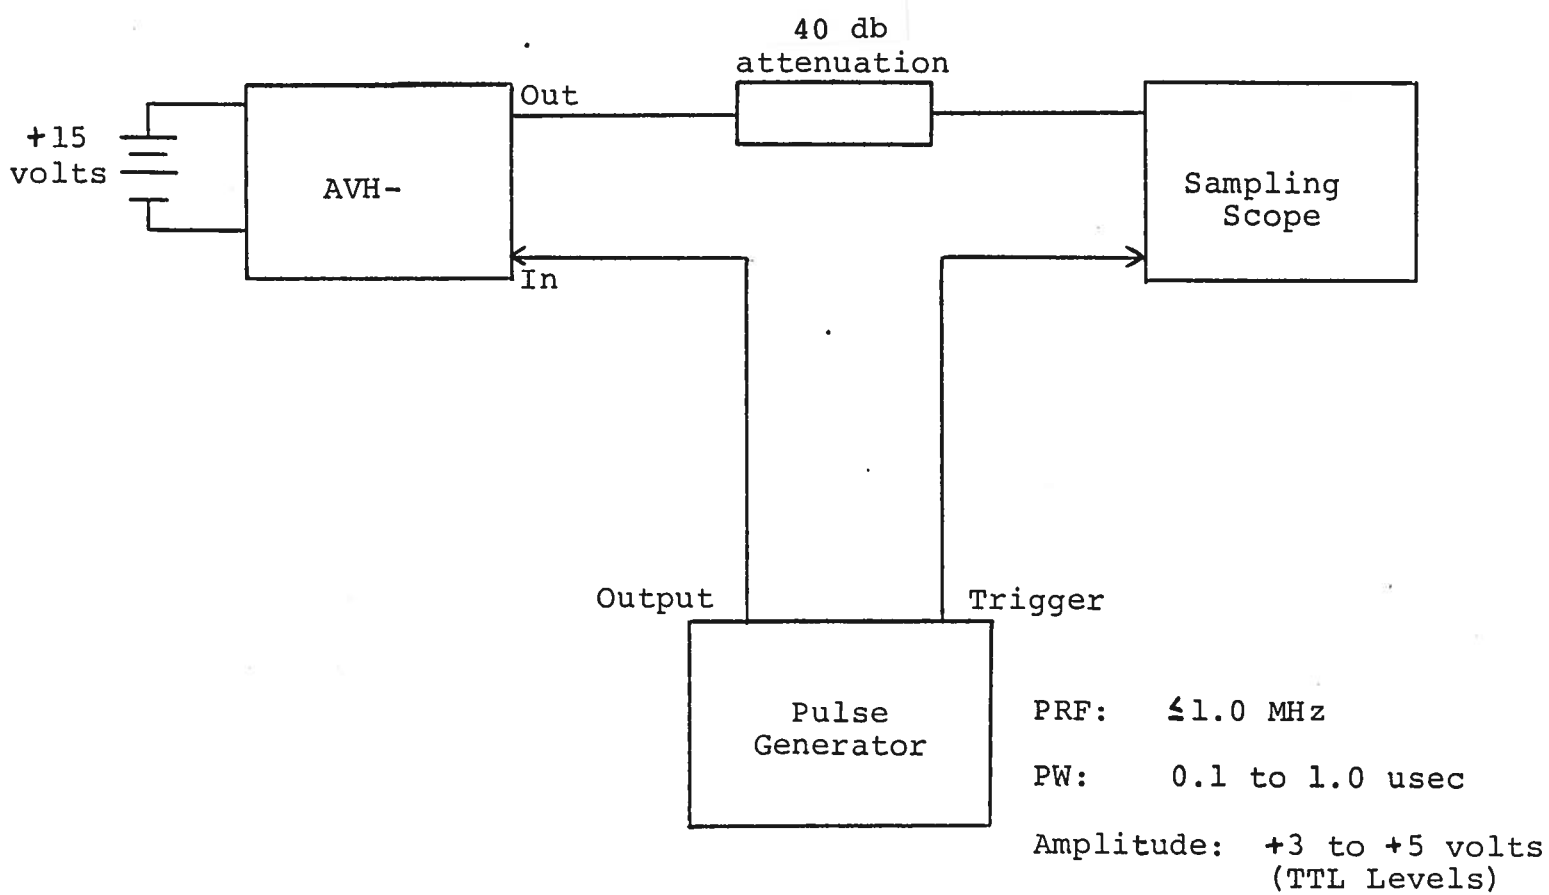 40 db
attenuation
Out
+15
volts
AVH-
Sampling
Scope
In
Output
Trigger
Pulse
Generator
PRF: ≤1.0 MHz
PW: 0.1 to 1.0 usec
Amplitude: +3 to +5 volts
(TTL Levels)